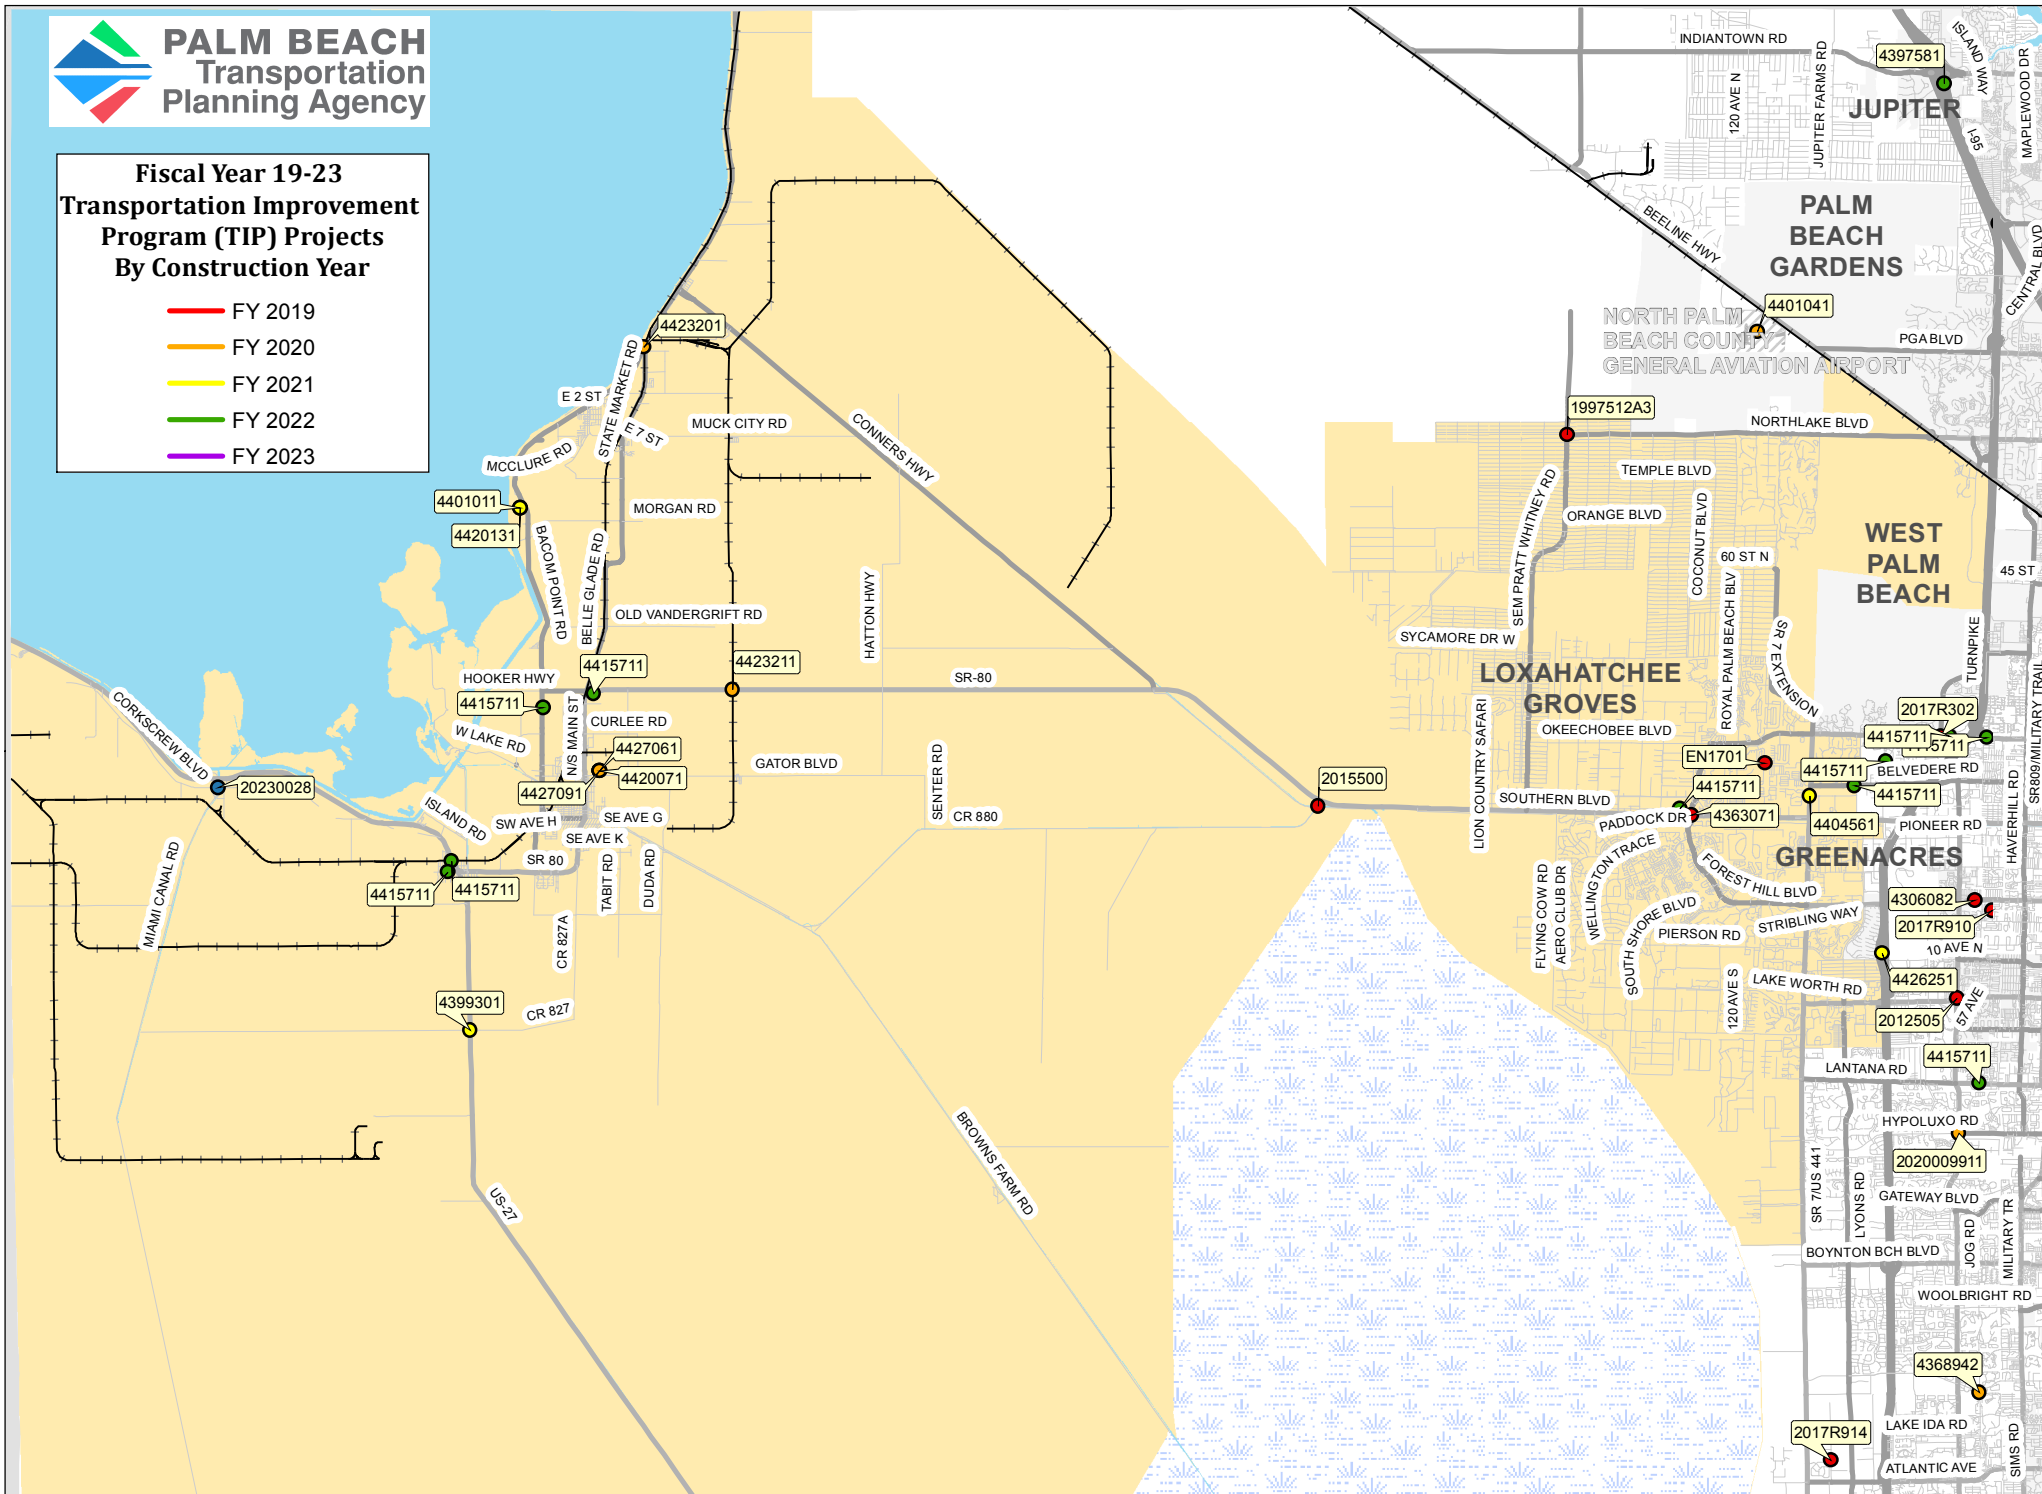 PALM BEACH
Transportation
Planning Agency
Fiscal Year 19-23
Transportation Improvement
Program (TIP) Projects
By Construction Year
FY 2019
FY 2020
FY 2021
FY 2022
FY 2023
INDIANTOWN RD
4397581
ISLAND WAY
MAPLEWOOD DR
120 AVE N
JUPITER FARMS RD
JUPITER
I-95
BEELINE HWY
PALM
BEACH
GARDENS
CENTRAL BLVD
4401041
NORTH PALM
BEACH COUNTY
GENERAL AVIATION AIRPORT
PGA BLVD
4423201
STATE MARKET RD
E 2 ST
E 7 ST
MUCK CITY RD
CONNERS HWY
MCCLURE RD
1997512A3
NORTHLAKE BLVD
TEMPLE BLVD
SEM PRATT WHITNEY RD
ORANGE BLVD
COCONUT BLVD
4401011
4420131
MORGAN RD
BACOM POINT RD
BELLE GLADE RD
WEST
PALM
BEACH
60 ST N
45 ST
ROYAL PALM BEACH BLV
HATTON HWY
OLD VANDERGRIFT RD
SYCAMORE DR W
SR 7 EXTENSION
TURNPIKE
SR809/MILITARY TRAIL
4415711
4423211
HOOKER HWY
SR-80
LOXAHATCHEE
GROVES
4415711
CORKSCREW BLVD
N/S MAIN ST
CURLEE RD
W LAKE RD
LION COUNTRY SAFARI
OKEECHOBEE BLVD
2017R302
4415711
4415711
4427061
4420071
4427091
GATOR BLVD
SENTER RD
EN1701
4415711
BELVEDERE RD
4415711
20230028
2015500
SOUTHERN BLVD
4415711
4363071
PADDOCK DR
4404561
PIONEER RD
HAVERHILL RD
ISLAND RD
SW AVE H
SE AVE G
SE AVE K
CR 880
MIAMI CANAL RD
SR 80
TABIT RD
DUDA RD
4415711
4415711
GREENACRES
WELLINGTON TRACE
FOREST HILL BLVD
FLYING COW RD
AERO CLUB DR
SOUTH SHORE BLVD
PIERSON RD
STRIBLING WAY
4306082
2017R910
10 AVE N
CR 827A
4399301
CR 827
120 AVE S
LAKE WORTH RD
4426251
2012505
57 AVE
4415711
LANTANA RD
BROWNS FARM RD
HYPOLUXO RD
2020009911
SR 7/US 441
LYONS RD
GATEWAY BLVD
JOG RD
MILITARY TR
US-27
BOYNTON BCH BLVD
WOOLBRIGHT RD
4368942
2017R914
LAKE IDA RD
SIMS RD
ATLANTIC AVE